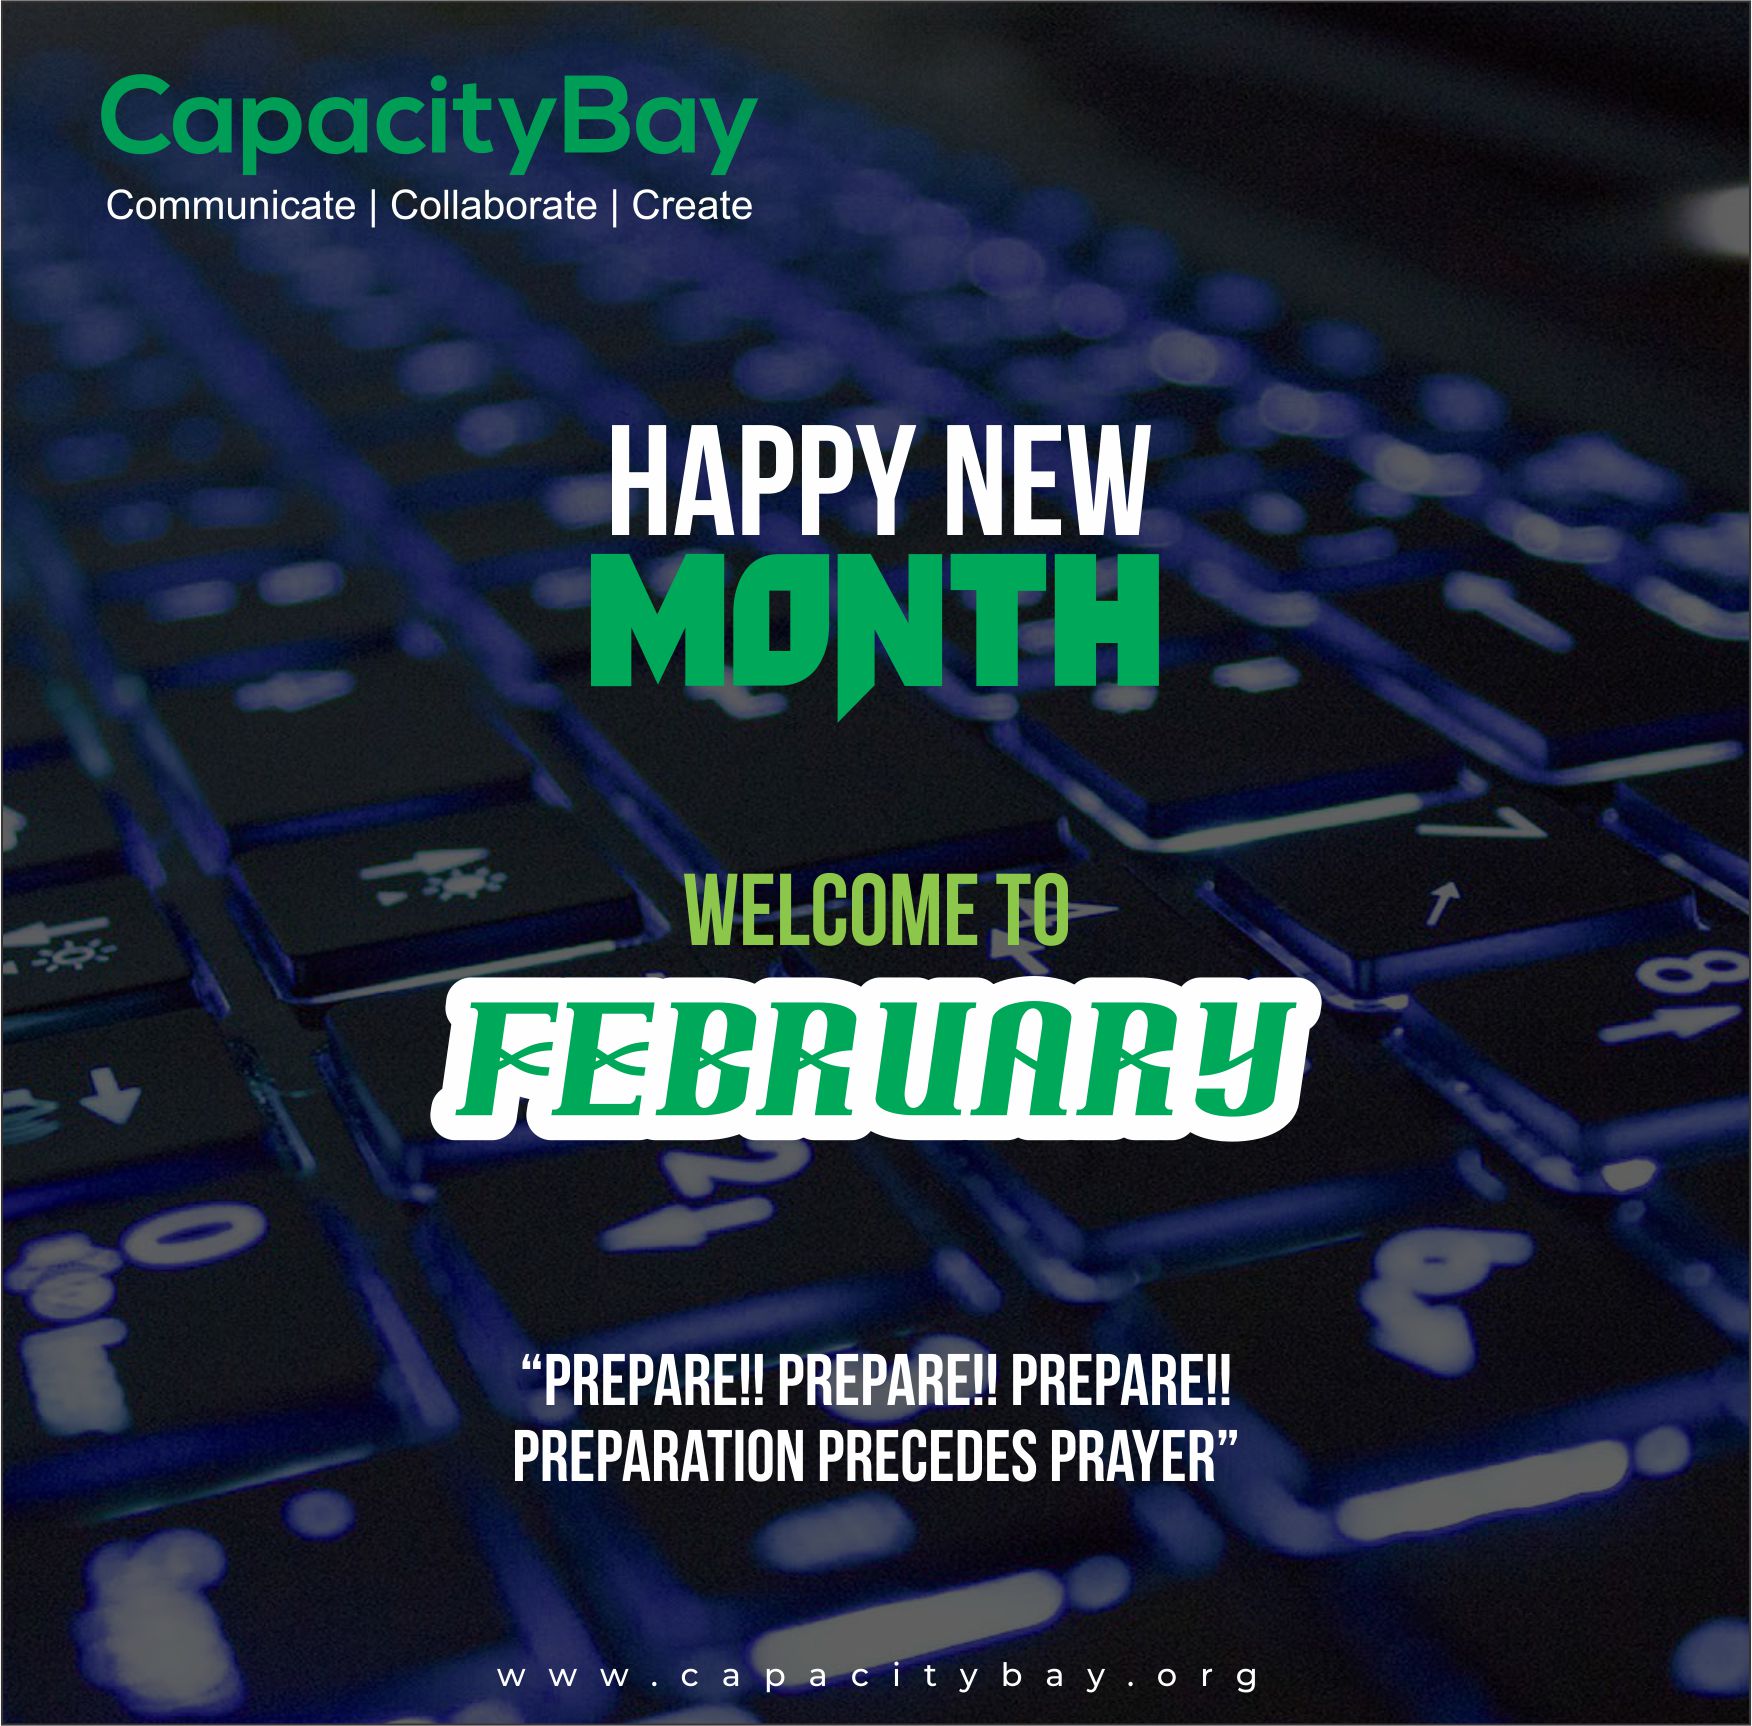 CapacityBay
Communicate | Collaborate | Create
HAPPY NEW
MONTH
WELCOME TO
FEBRUARY
“PREPARE!! PREPARE!! PREPARE!!
PREPARATION PRECEDES PRAYER”
www.capacitybay.org